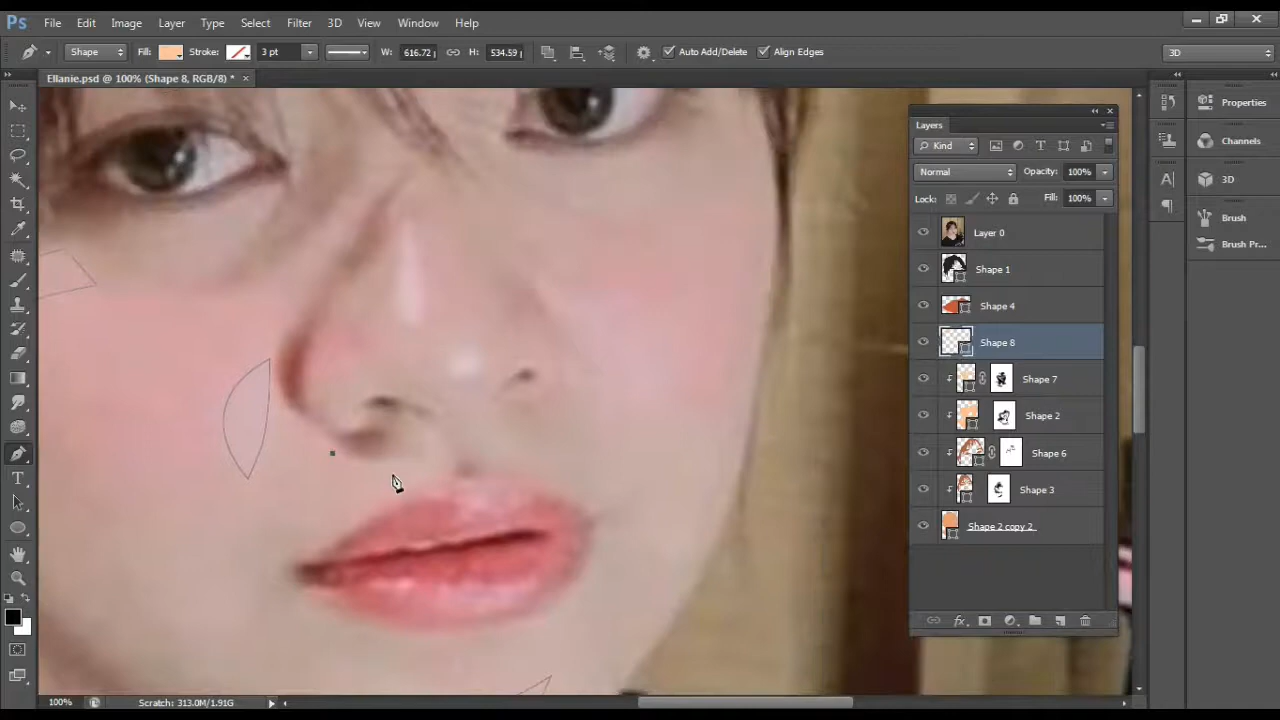 Ps File Edit Image Layer Type Select Filter 3D View Window Help
Shape Fill: Stroke: 3 pt W: 616.72 H: 534.59 Auto Add/Delete Align Edges 3D
Ellanie.psd @ 100% (Shape 8, RGB/8) *
Layers
Kind
Normal Opacity: 100%
Lock: Fill: 100%
Layer 0
Shape 1
Shape 4
Shape 8
Shape 7
Shape 2
Shape 6
Shape 3
Shape 2 copy 2
Properties
Channels
3D
Brush
Brush Pr...
100% Scratch: 313.0M/1.91G